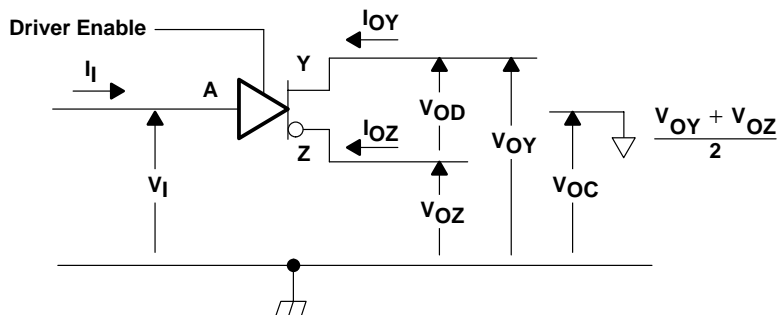 Driver Enable
IOY
II
A
Y
Z
IOZ
VOD
VOY
VOZ
VI
VOC
VOY + VOZ
2